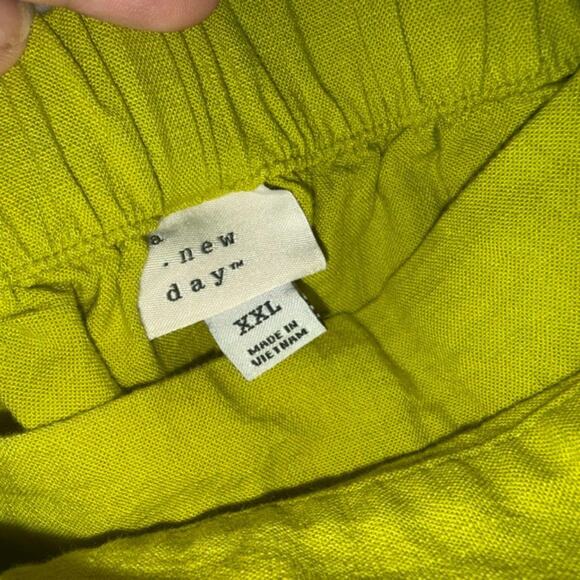 a
. new
day™
XXL
MADE IN
VIETNAM